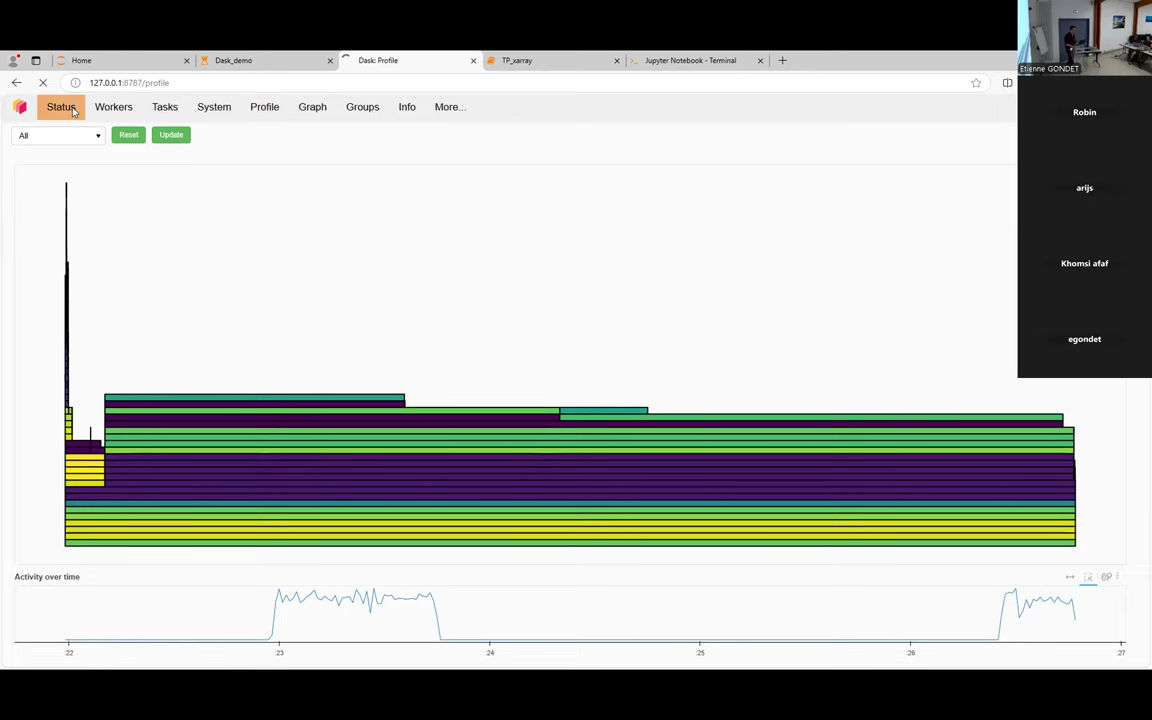 Home
Dask_demo
Dask: Profile
TP_xarray
Jupyter Notebook - Terminal
127.0.0.1:8787/profile
Status
Workers
Tasks
System
Profile
Graph
Groups
Info
More...
All
Reset
Update
Activity over time
:22
:23
:24
:25
:26
:27
Etienne GONDET
Robin
arijs
Khomsi afaf
egondet